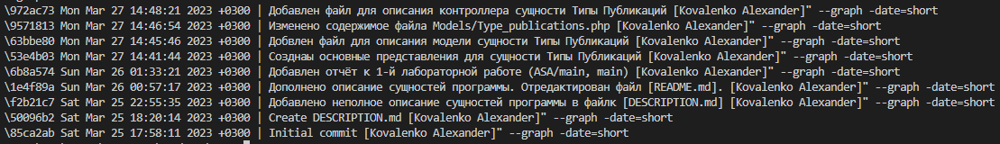 \972ac73 Mon Mar 27 14:48:21 2023 +0300 | Добавлен файл для описания контроллера сущности Типы Публикаций [Kovalenko Alexander]" --graph -date=short
\9571813 Mon Mar 27 14:46:54 2023 +0300 | Изменено содержимое файла Models/Type_publications.php [Kovalenko Alexander]" --graph -date=short
\63bbe80 Mon Mar 27 14:45:46 2023 +0300 | Добвлен файл для описания модели сущности Типы Публикаций [Kovalenko Alexander]" --graph -date=short
\53e4b03 Mon Mar 27 14:41:44 2023 +0300 | Созднаы основные представления для сущности Типы Публикаций [Kovalenko Alexander]" --graph -date=short
\6b8a574 Sun Mar 26 01:33:21 2023 +0300 | Добавлен отчёт к 1-й лабораторной работе (ASA/main, main) [Kovalenko Alexander]" --graph -date=short
\1e4f89a Sun Mar 26 00:57:17 2023 +0300 | Дополнено описание сущностей программы. Отредактирован файл [README.md]. [Kovalenko Alexander]" --graph -date=short
\f2b21c7 Sat Mar 25 22:55:35 2023 +0300 | Добавлено неполное описание сущностей программы в файлк [DESCRIPTION.md] [Kovalenko Alexander]" --graph -date=short
\50096b2 Sat Mar 25 18:20:14 2023 +0300 | Create DESCRIPTION.md [Kovalenko Alexander]" --graph -date=short
\85ca2ab Sat Mar 25 17:58:11 2023 +0300 | Initial commit [Kovalenko Alexander]" --graph -date=short